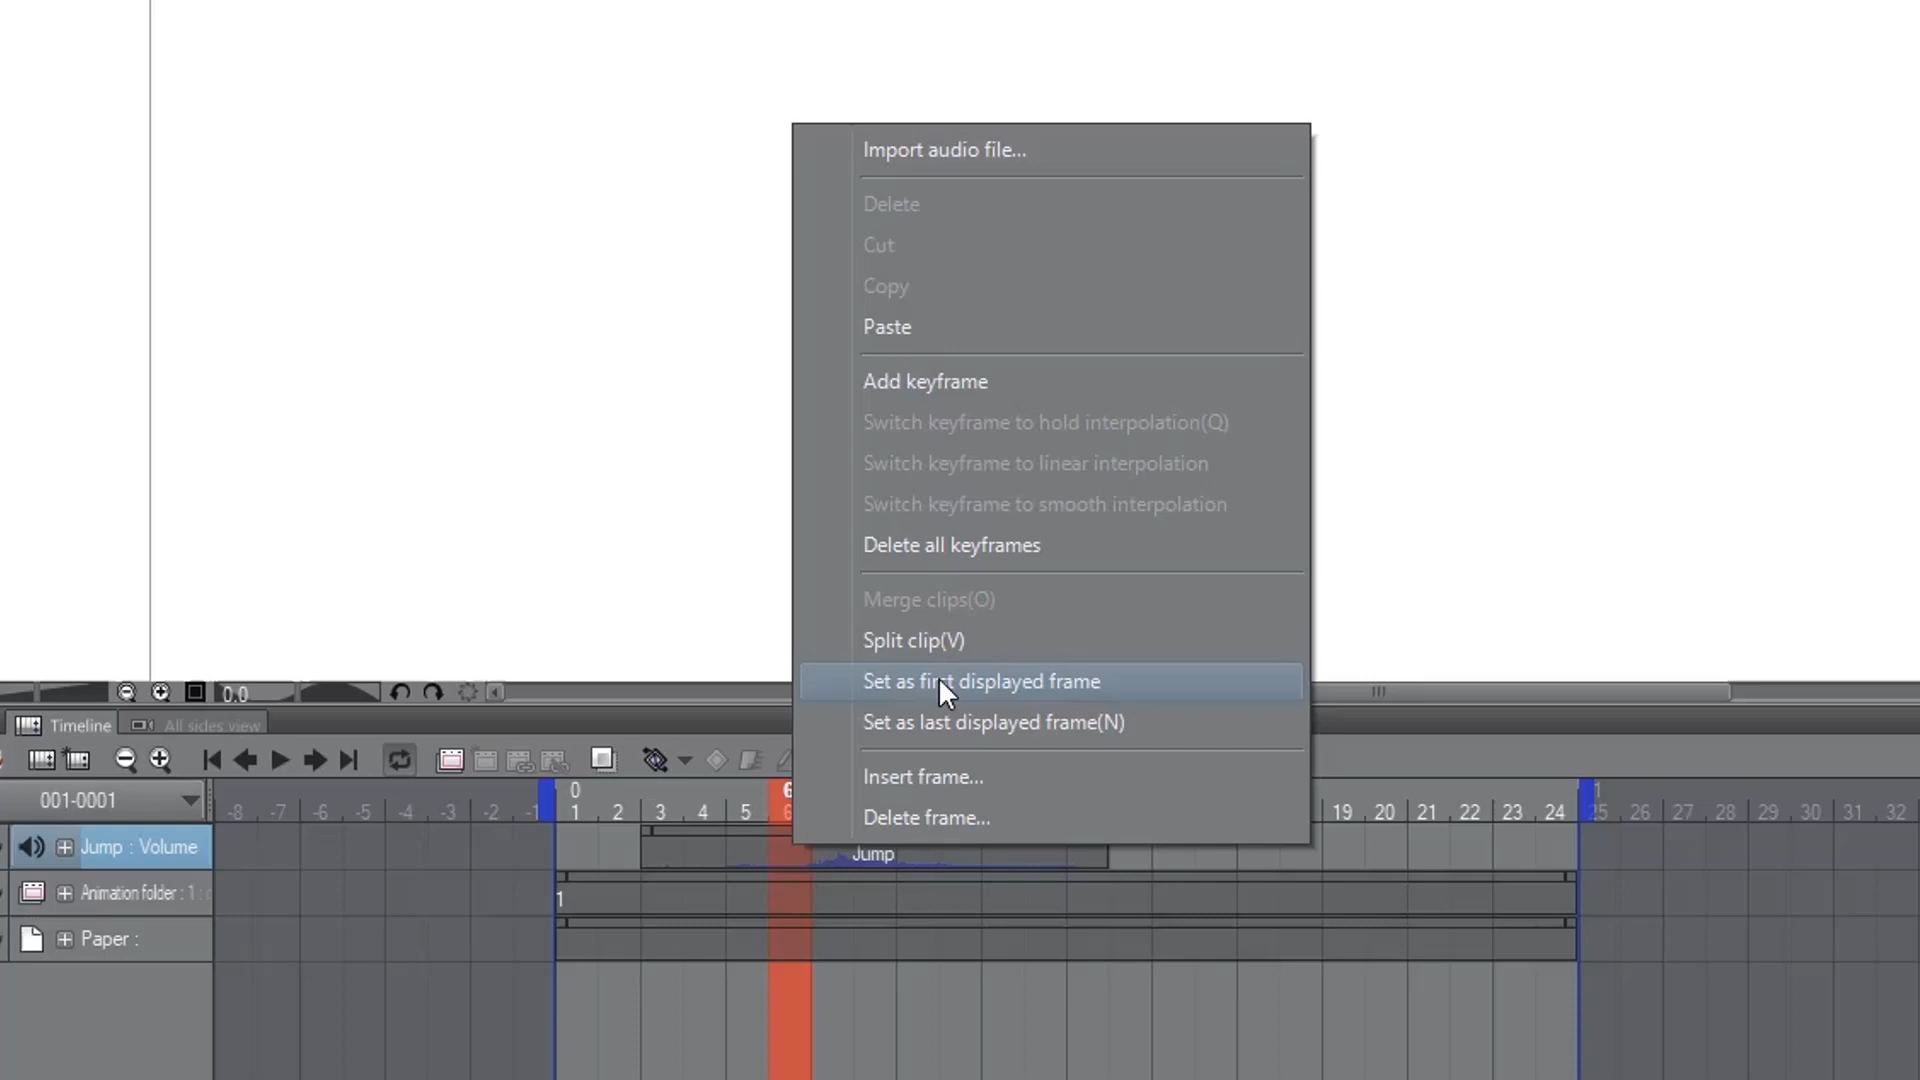 Import audio file...
Delete
Cut
Copy
Paste
Add keyframe
Switch keyframe to hold interpolation(Q)
Switch keyframe to linear interpolation
Switch keyframe to smooth interpolation
Delete all keyframes
Merge clips(O)
Split clip(V)
Set as first displayed frame
Set as last displayed frame(N)
Insert frame...
Delete frame...
0.0
Timeline All sides view
0 6 1
001-0001 -8 -7 -6 -5 -4 -3 -2 -1 1 2 3 4 5 6 19 20 21 22 23 24 25 26 27 28 29 30 31 32
Jump : Volume Jump
Animation folder : 1 : 1
Paper :